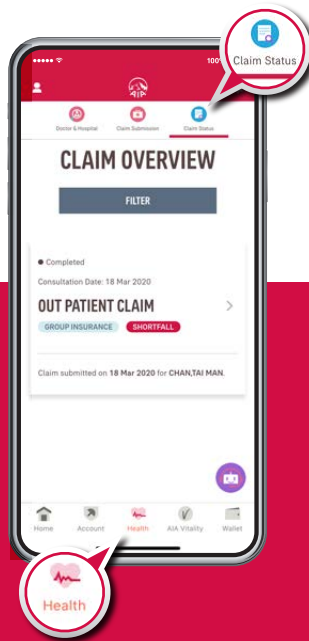 Claim Status
100
AIA
Doctor & Hospital Claim Submission Claim Status
CLAIM OVERVIEW
FILTER
Completed
Consultation Date: 18 Mar 2020
OUT PATIENT CLAIM
GROUP INSURANCE SHORTFALL
Claim submitted on 18 Mar 2020 for CHAN,TAI MAN.
Home Account Health AIA Vitality Wallet
Health